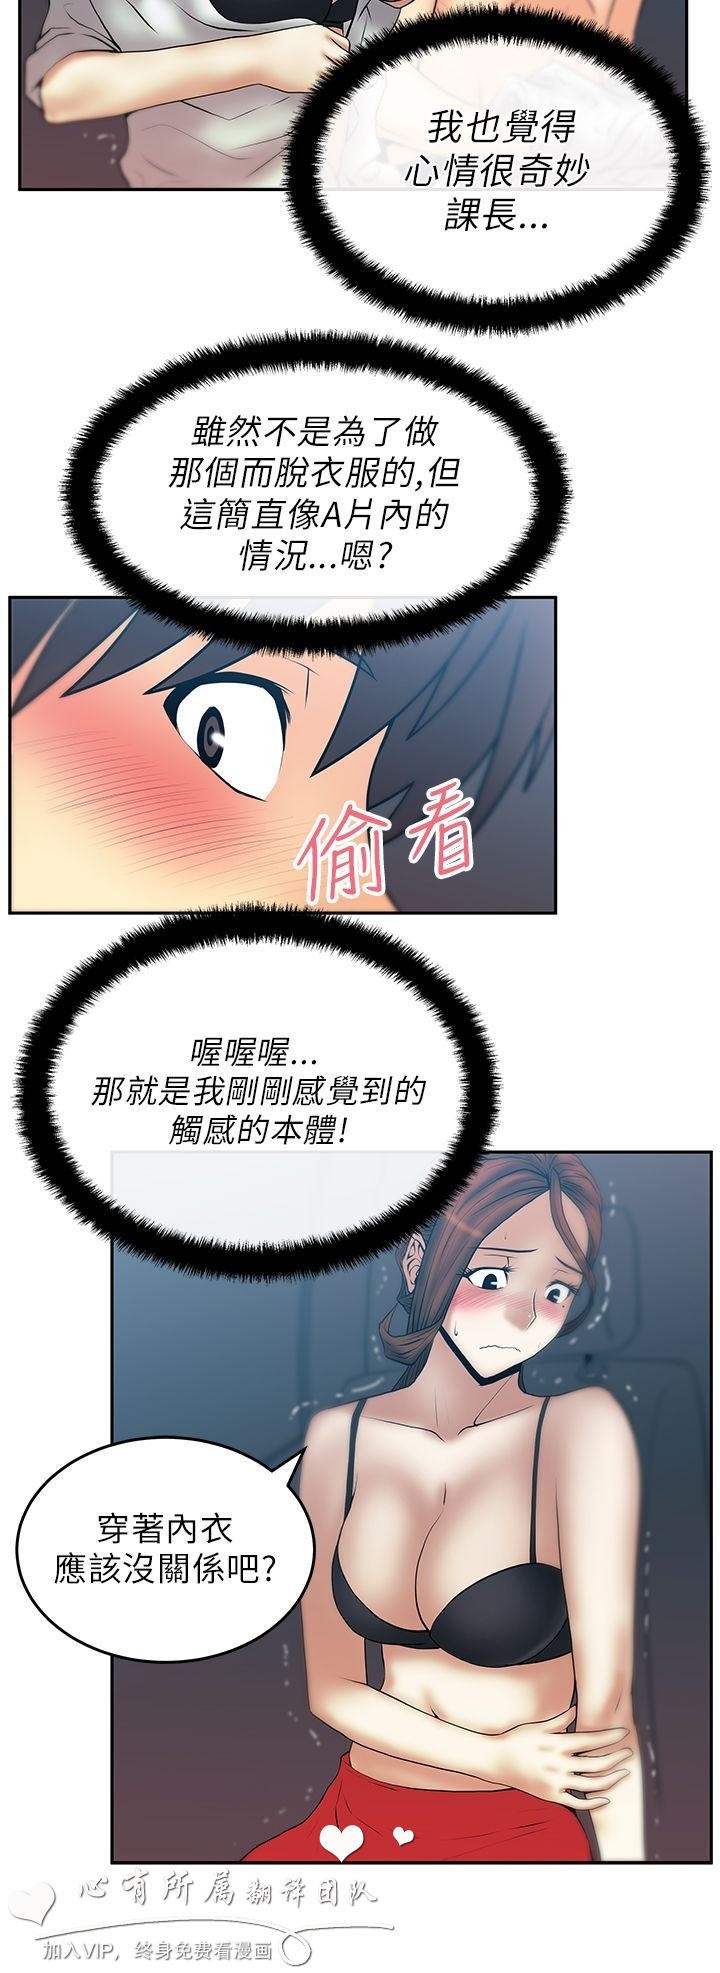 我也覺得
心情很奇妙
課長...
雖然不是為了做
那個而脫衣服的,但
這簡直像A片內的
情況...嗯?
偷看
喔喔喔...
那就是我剛剛感覺到的
觸感的本體!
穿著內衣
應該沒關係吧?
心有所属翻译团队
加入VIP，终身免费看漫画